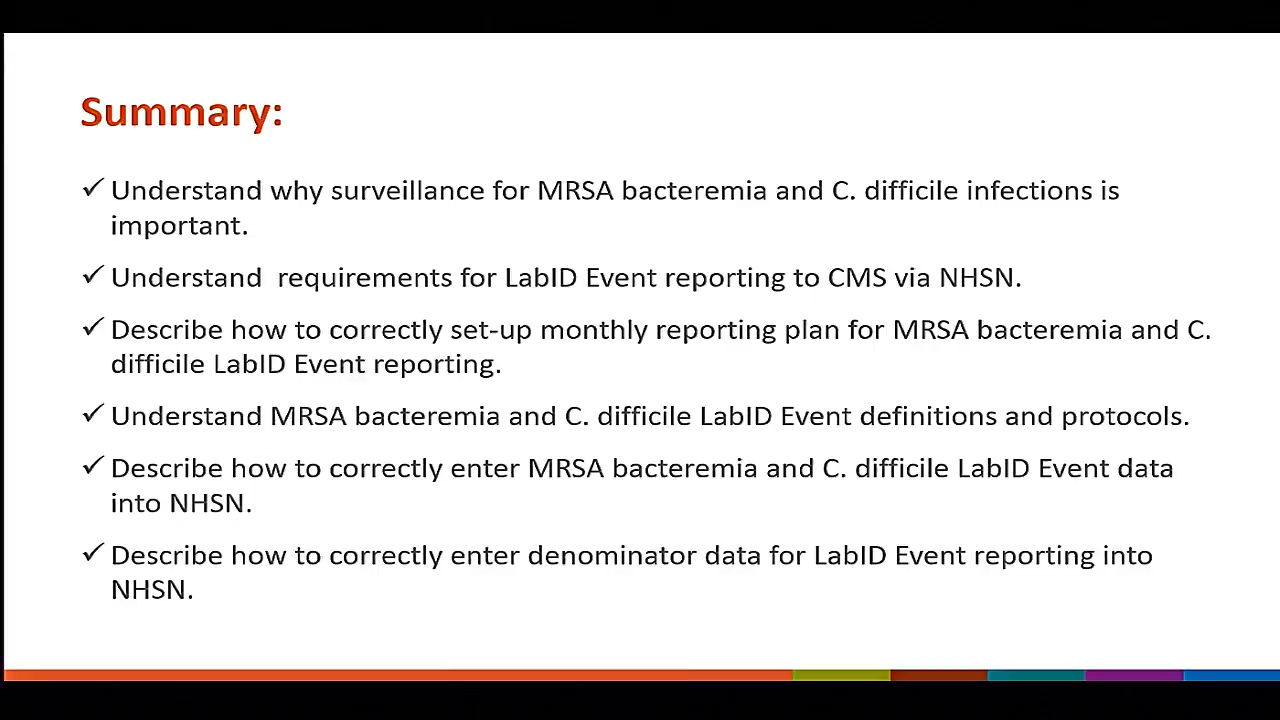 Summary:
✓ Understand why surveillance for MRSA bacteremia and C. difficile infections is
important.
✓ Understand  requirements for LabID Event reporting to CMS via NHSN.
✓ Describe how to correctly set-up monthly reporting plan for MRSA bacteremia and C.
difficile LabID Event reporting.
✓ Understand MRSA bacteremia and C. difficile LabID Event definitions and protocols.
✓ Describe how to correctly enter MRSA bacteremia and C. difficile LabID Event data
into NHSN.
✓ Describe how to correctly enter denominator data for LabID Event reporting into
NHSN.